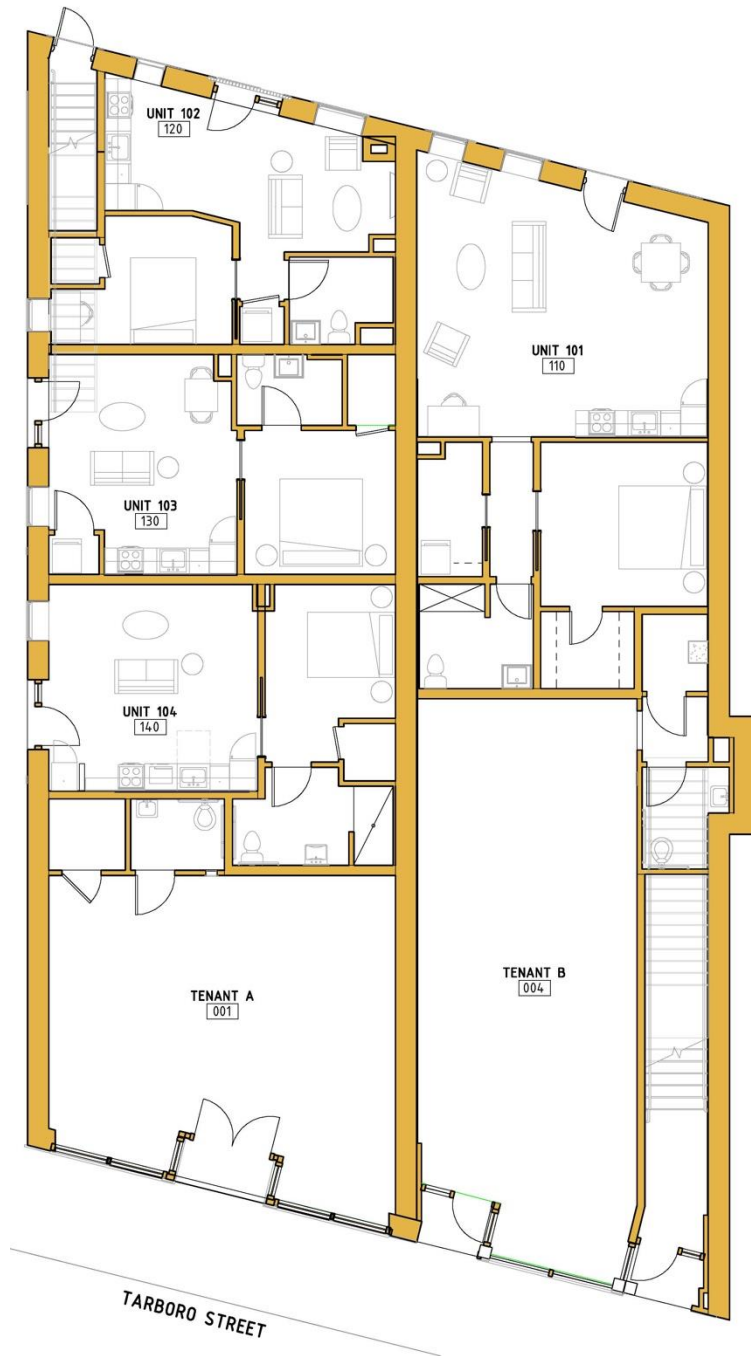 UNIT 102
120
UNIT 101
110
UNIT 103
130
UNIT 104
140
TENANT A
001
TENANT B
004
TARBORO STREET